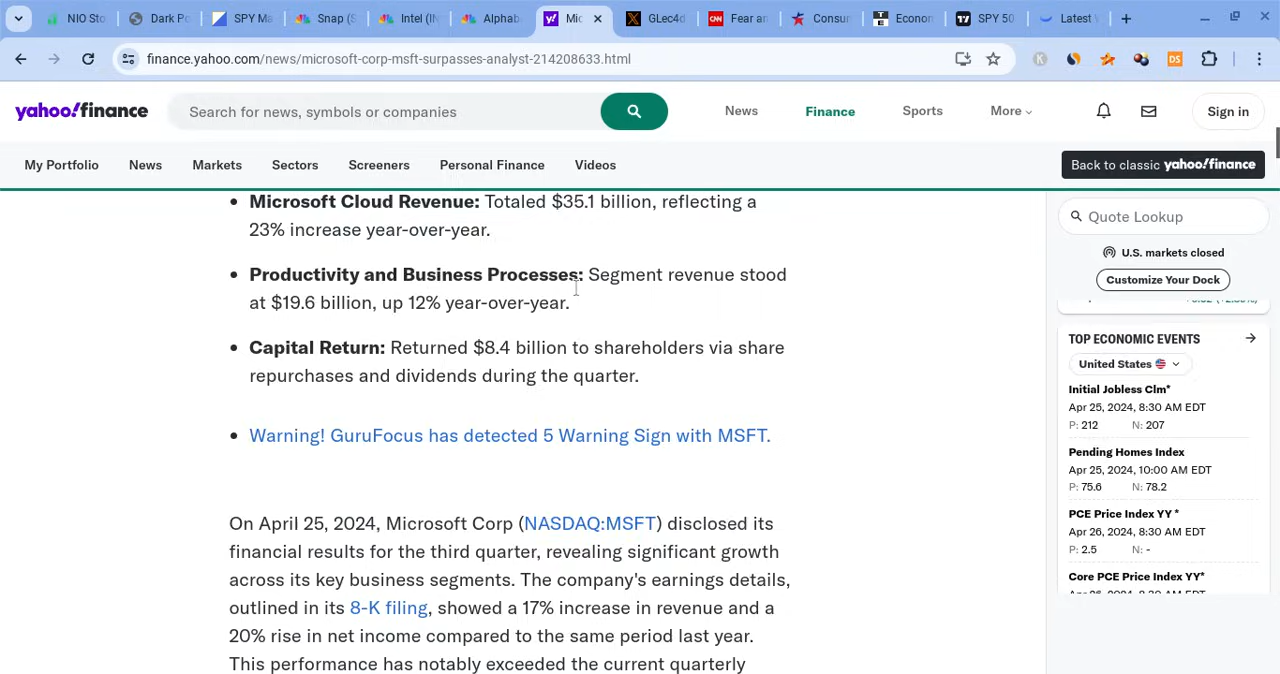 NIO Sto
Dark Po
SPY Ma
Snap (S
Intel (IN
Alphab
Mic
GLec4d
Fear an
Consur
Econor
SPY 50
Latest
finance.yahoo.com/news/microsoft-corp-msft-surpasses-analyst-214208633.html
yahoo!finance
Search for news, symbols or companies
News
Finance
Sports
More
Sign in
My Portfolio
News
Markets
Sectors
Screeners
Personal Finance
Videos
Back to classic yahoo!finance
Microsoft Cloud Revenue: Totaled $35.1 billion, reflecting a
23% increase year-over-year.
Productivity and Business Processes: Segment revenue stood
at $19.6 billion, up 12% year-over-year.
Capital Return: Returned $8.4 billion to shareholders via share
repurchases and dividends during the quarter.
Warning! GuruFocus has detected 5 Warning Sign with MSFT.
On April 25, 2024, Microsoft Corp (NASDAQ:MSFT) disclosed its
financial results for the third quarter, revealing significant growth
across its key business segments. The company's earnings details,
outlined in its 8-K filing, showed a 17% increase in revenue and a
20% rise in net income compared to the same period last year.
This performance has notably exceeded the current quarterly
Quote Lookup
U.S. markets closed
Customize Your Dock
TOP ECONOMIC EVENTS
United States
Initial Jobless Clm*
Apr 25, 2024, 8:30 AM EDT
P: 212 N: 207
Pending Homes Index
Apr 25, 2024, 10:00 AM EDT
P: 75.6 N: 78.2
PCE Price Index YY *
Apr 26, 2024, 8:30 AM EDT
P: 2.5 N: -
Core PCE Price Index YY*